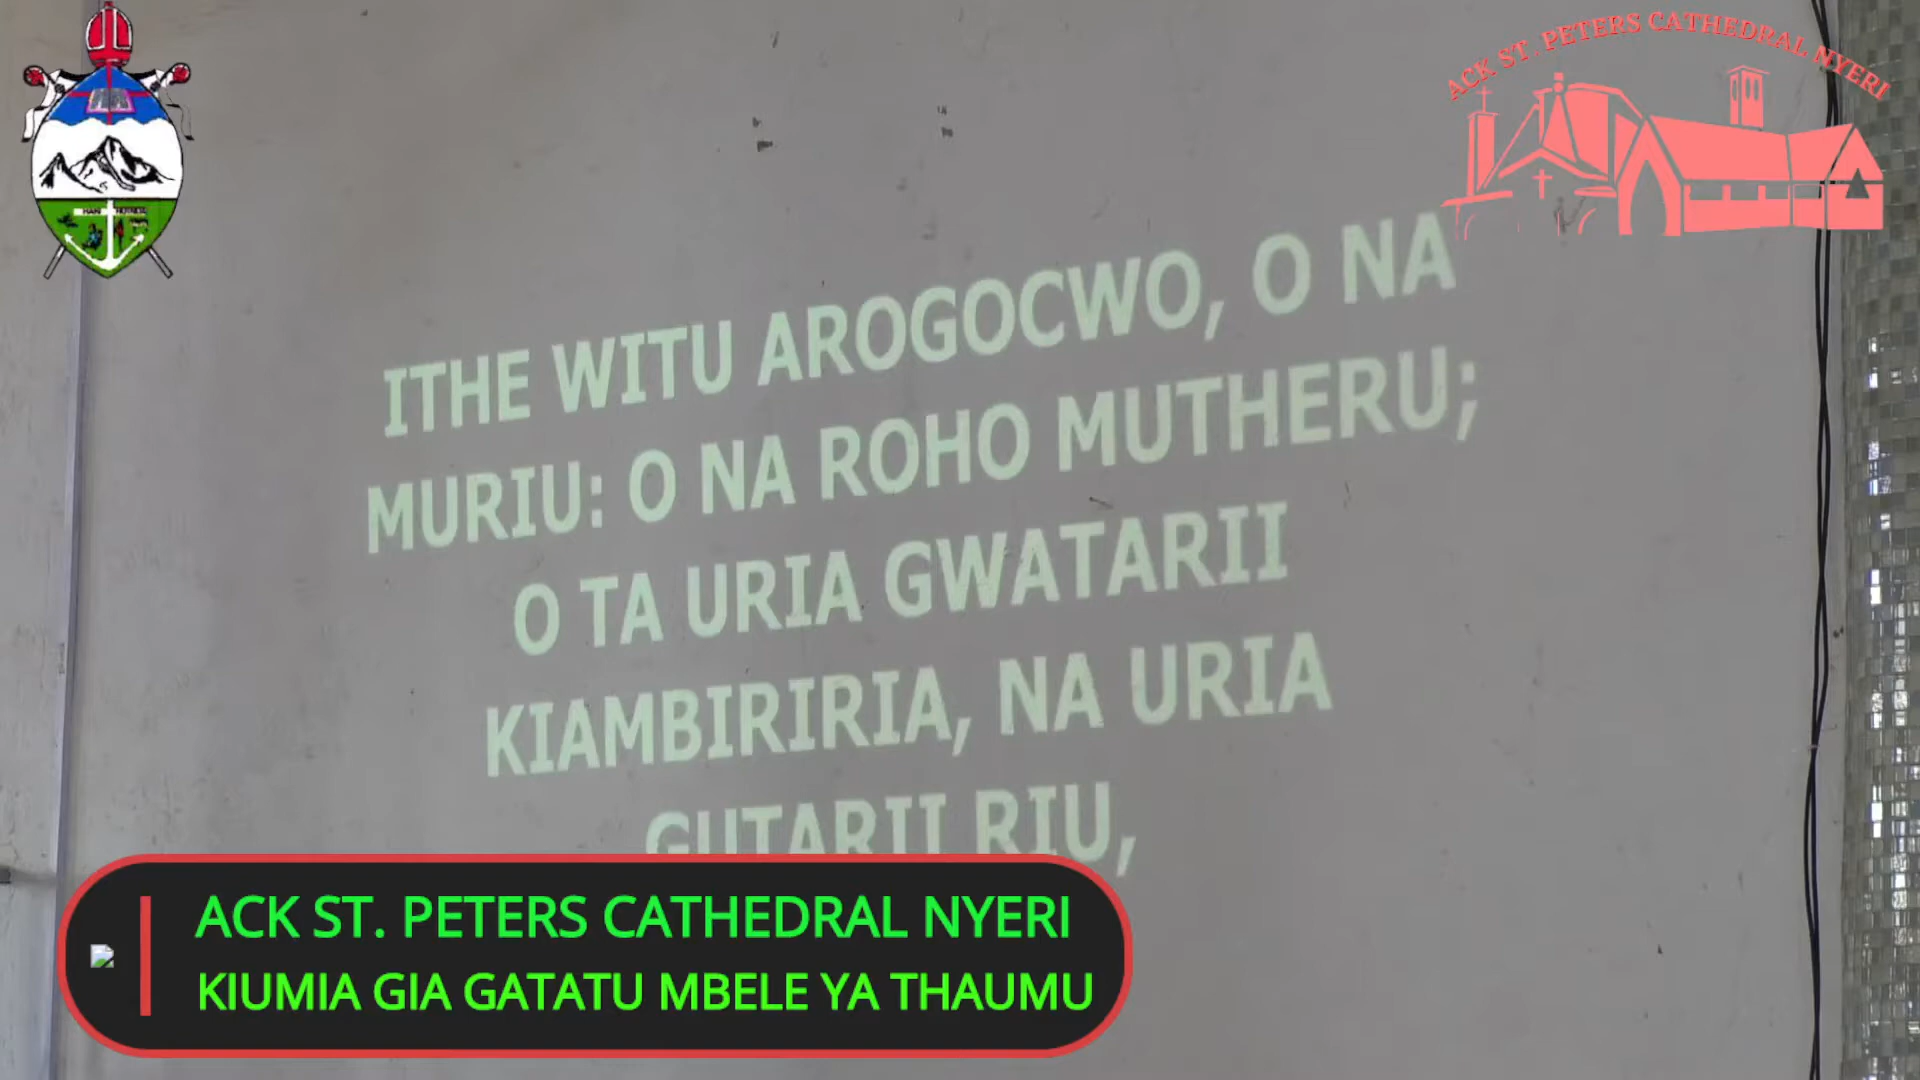 ACK ST. PETERS CATHEDRAL NYERI
ITHE WITU AROGOCWO, O NA
MURIU: O NA ROHO MUTHERU;
O TA URIA GWATARII
KIAMBIRIRIA, NA URIA
GUTARII RIU,
ACK ST. PETERS CATHEDRAL NYERI
KIUMIA GIA GATATU MBELE YA THAUMU